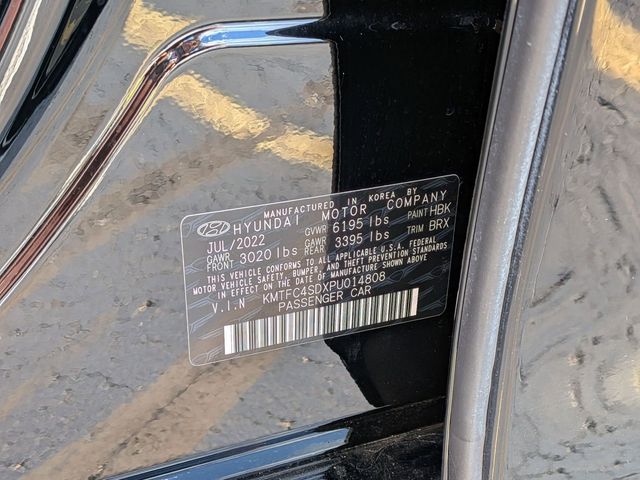 MANUFACTURED IN KOREA BY
HYUNDAI MOTOR COMPANY
JUL/2022 GVWR 6195 lbs PAINT HBK
GAWR FRONT 3020 lbs GAWR REAR 3395 lbs TRIM BRX
THIS VEHICLE CONFORMS TO ALL APPLICABLE U.S.A. FEDERAL
MOTOR VEHICLE SAFETY, BUMPER, AND THEFT PREVENTION STANDARDS
IN EFFECT ON THE DATE OF MANUFACTURE SHOWN ABOVE.
V.I.N KMTFC4SDXPU014808
PASSENGER CAR